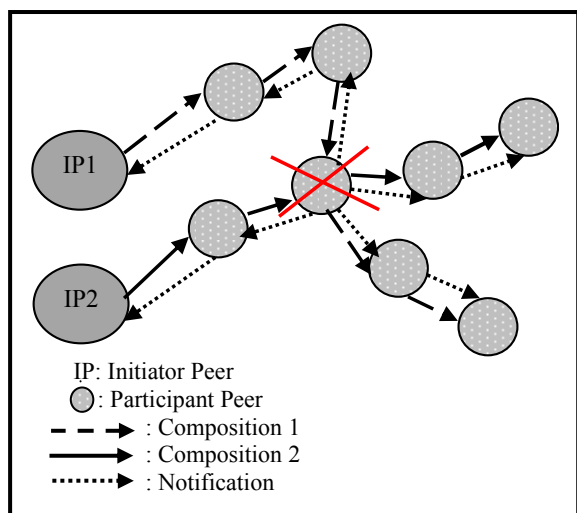 IP1
IP2
IP: Initiator Peer
: Participant Peer
: Composition 1
: Composition 2
: Notification